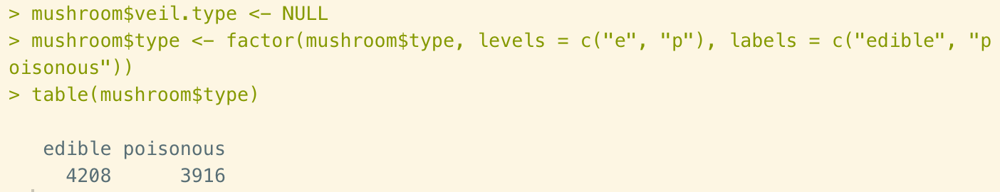 > mushroom$veil.type <- NULL
> mushroom$type <- factor(mushroom$type, levels = c("e", "p"), labels = c("edible", "p
oisonous"))
> table(mushroom$type)
edible poisonous
4208 3916